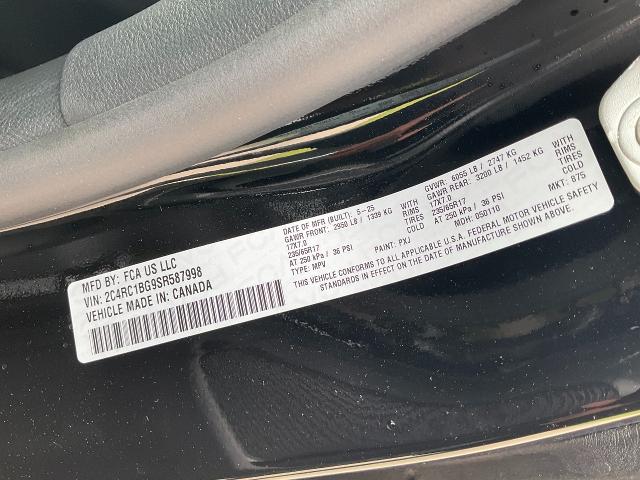 MFD BY: FCA US LLC
VIN: 2C4RC1BG9SR587998
VEHICLE MADE IN: CANADA
DATE OF MFR (BUILT): 5-25
GAWR FRONT: 2950 LB / 1339 KG WITH
17X7.0 RIMS
235/65R17 TIRES
AT 250 kPa / 36 PSI COLD
TYPE: MPV PAINT: PXJ
GVWR: 6055 LB / 2747 KG
GAWR REAR: 3200 LB / 1452 KG WITH
17X7.0 RIMS
235/65R17 TIRES
AT 250 kPa / 36 PSI COLD
MDH: 050110 MKT: 875
CONFORMS TO ALL APPLICABLE U.S.A. FEDERAL MOTOR VEHICLE SAFETY
IN EFFECT ON THE DATE OF MANUFACTURE SHOWN ABOVE.